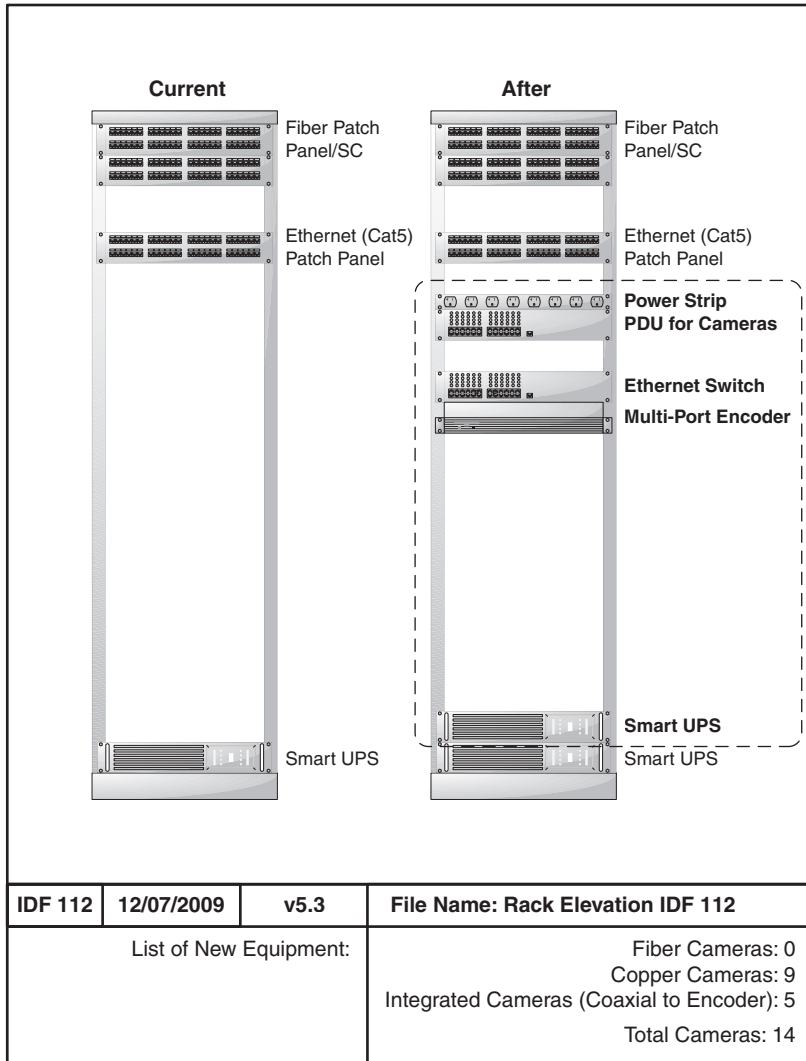 Current
Fiber Patch
Panel/SC
Ethernet (Cat5)
Patch Panel
Smart UPS
After
Fiber Patch
Panel/SC
Ethernet (Cat5)
Patch Panel
Power Strip
PDU for Cameras
Ethernet Switch
Multi-Port Encoder
Smart UPS
Smart UPS
IDF 112
12/07/2009
v5.3
File Name: Rack Elevation IDF 112
List of New Equipment:
Fiber Cameras: 0
Copper Cameras: 9
Integrated Cameras (Coaxial to Encoder): 5
Total Cameras: 14